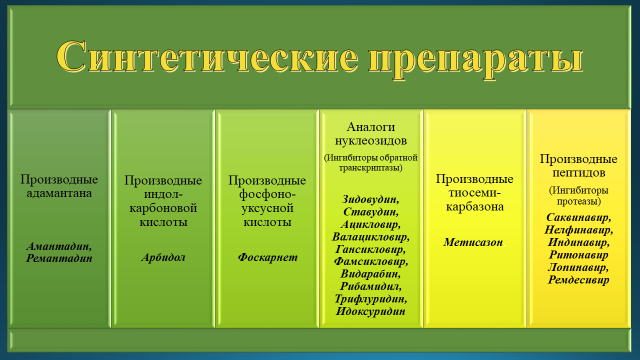 Синтетические препараты
Производные
адамантана
Амантадин,
Ремантадин
Производные
индол-
карбоновой
кислоты
Арбидол
Производные
фосфоно-
уксусной
кислоты
Фоскарнет
Аналоги
нуклеозидов
(Ингибиторы обратной
транскриптазы)
Зидовудин,
Ставудин,
Ацикловир,
Валацикловир,
Гансикловир,
Фамсикловир,
Видарабин,
Рибамидил,
Трифлуридин,
Идоксуридин
Производные
тиосеми-
карбазона
Метисазон
Производные
пептидов
(Ингибиторы
протеазы)
Саквинавир,
Нелфинавир,
Индинавир,
Ритонавир
Лопинавир,
Ремдесивир